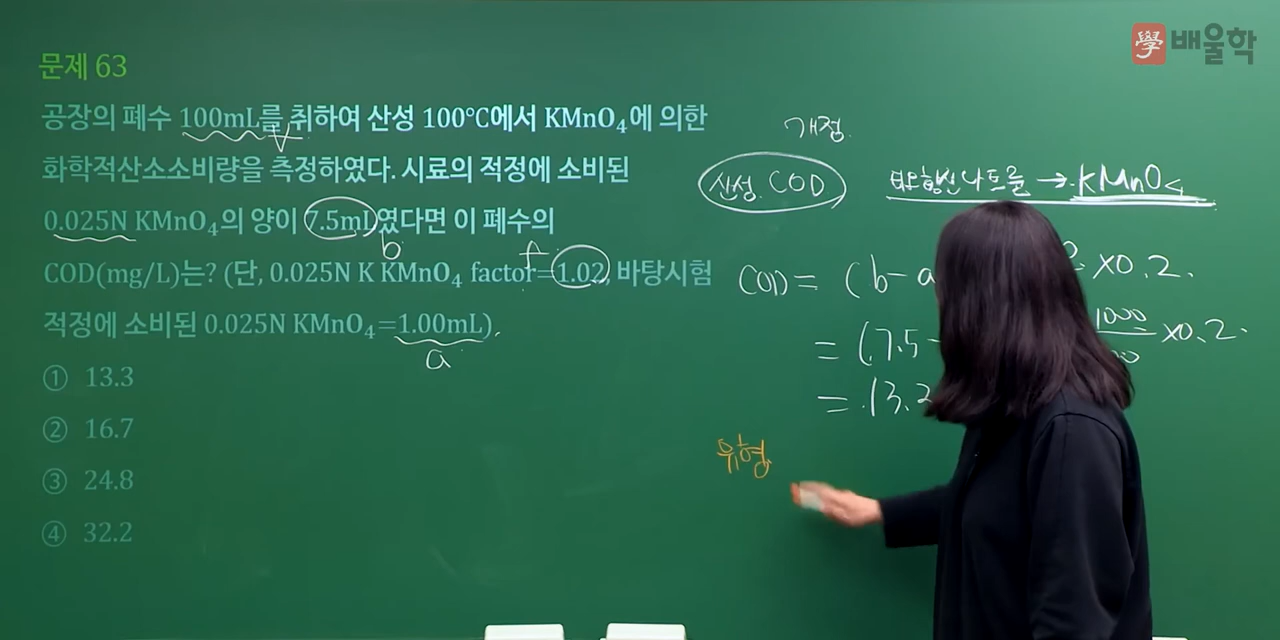 學 배울학
문제 63
공장의 폐수 100mL를 취하여 산성 100℃에서 KMnO₄에 의한
V
화학적산소소비량을 측정하였다. 시료의 적정에 소비된
0.025N KMnO₄의 양이 7.5mL였다면 이 폐수의
b f
COD(mg/L)는? (단, 0.025N K KMnO₄ factor=1.02, 바탕시험
적정에 소비된 0.025N KMnO₄=1.00mL)
a
① 13.3
② 16.7
③ 24.8
④ 32.2
개정.
산성 COD
→ KMnO₄
COD = (b - a ×0.2.
= (7.5 - 1000 ×0.2.
= 13.2
유형